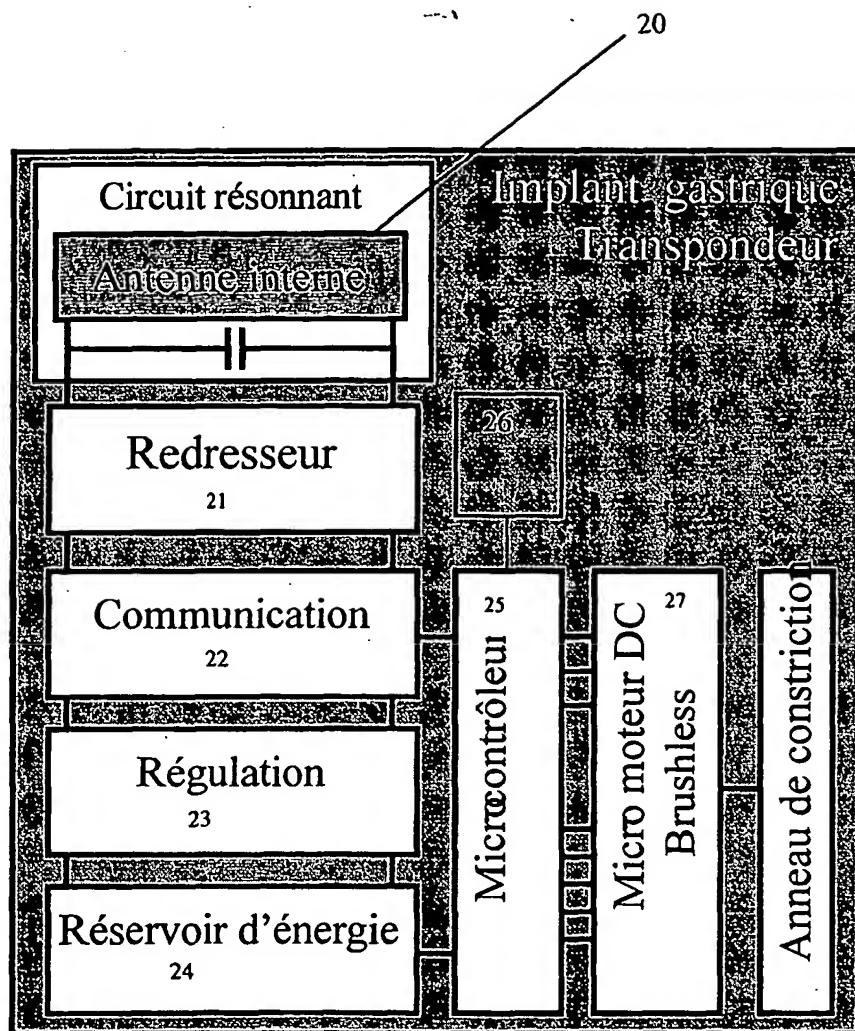 20
Circuit résonnant
Antenne interne
Implant gastrique
Transpondeur
Redresseur
21
26
Communication
22
Régulation
23
Réservoir d'énergie
24
25
Microcontrôleur
27
Micro moteur DC
Brushless
Anneau de constriction